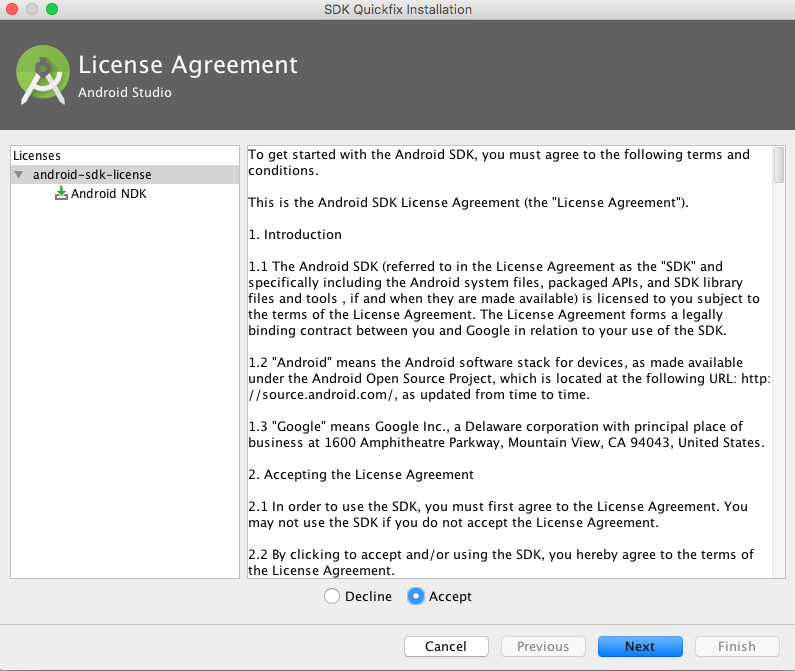 SDK Quickfix Installation
License Agreement
Android Studio
Licenses
android-sdk-license
Android NDK
To get started with the Android SDK, you must agree to the following terms and
conditions.
This is the Android SDK License Agreement (the "License Agreement").
1. Introduction
1.1 The Android SDK (referred to in the License Agreement as the "SDK" and
specifically including the Android system files, packaged APIs, and SDK library
files and tools , if and when they are made available) is licensed to you subject to
the terms of the License Agreement. The License Agreement forms a legally
binding contract between you and Google in relation to your use of the SDK.
1.2 "Android" means the Android software stack for devices, as made available
under the Android Open Source Project, which is located at the following URL: http:
//source.android.com/, as updated from time to time.
1.3 "Google" means Google Inc., a Delaware corporation with principal place of
business at 1600 Amphitheatre Parkway, Mountain View, CA 94043, United States.
2. Accepting the License Agreement
2.1 In order to use the SDK, you must first agree to the License Agreement. You
may not use the SDK if you do not accept the License Agreement.
2.2 By clicking to accept and/or using the SDK, you hereby agree to the terms of
the License Agreement.
Decline Accept
Cancel Previous Next Finish